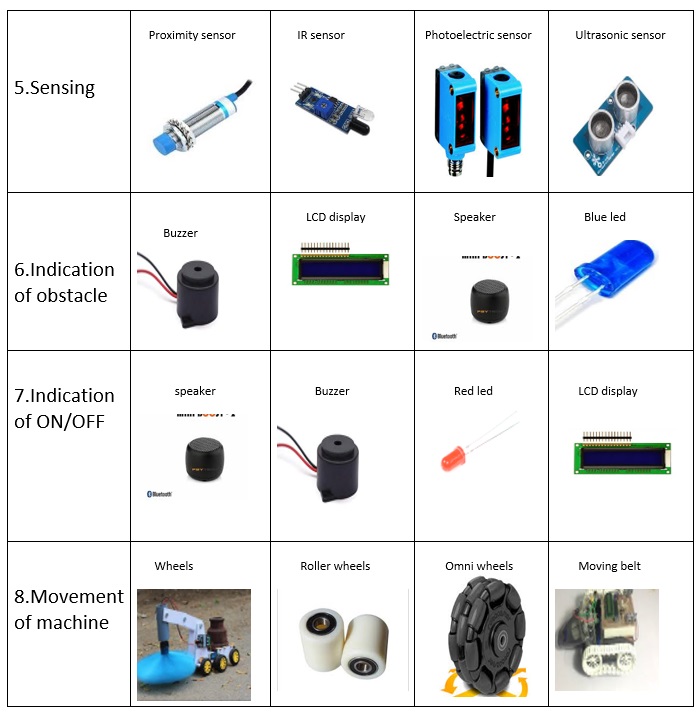 Proximity sensor
IR sensor
Photoelectric sensor
Ultrasonic sensor
5.Sensing
Buzzer
LCD display
Speaker
Blue led
6.Indication
of obstacle
Bluetooth
speaker
Buzzer
Red led
LCD display
7.Indication
of ON/OFF
Bluetooth
Wheels
Roller wheels
Omni wheels
Moving belt
8.Movement
of machine